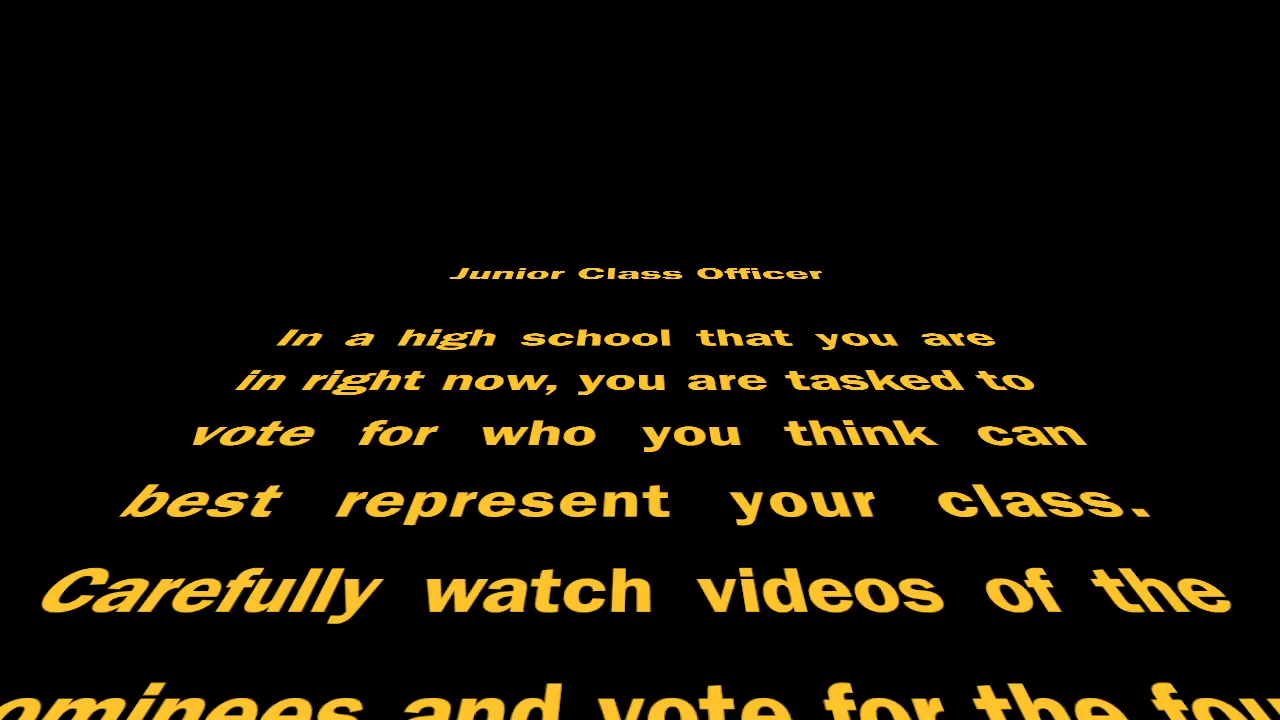 Junior Class Officer
In a high school that you are
in right now, you are tasked to
vote for who you think can
best represent your class.
Carefully watch videos of the
and vote for the